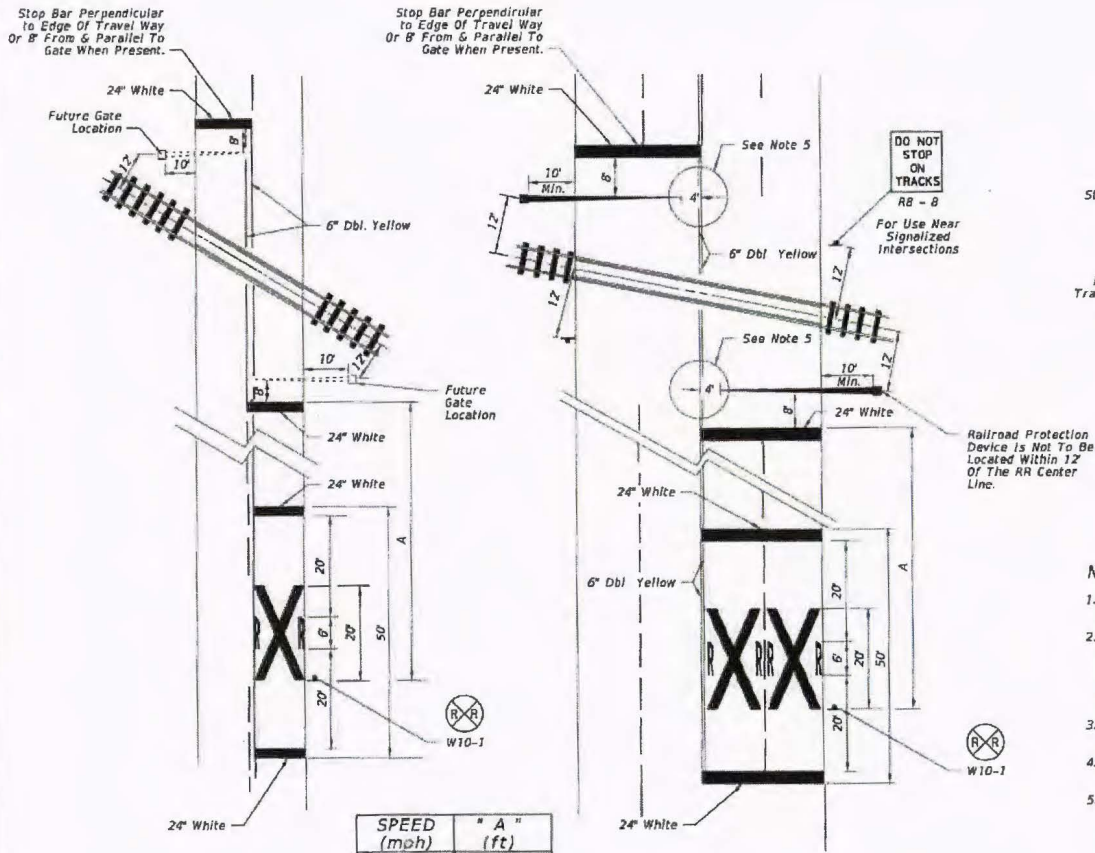 Stop Bar Perpendicular
to Edge Of Travel Way
Or 8' From & Parallel To
Gate When Present.
24" White
Future Gate
Location
8'
12'
10'
6" Dbl. Yellow
10'
12'
8'
Future
Gate
Location
24" White
24" White
A
20'
R R
6'
20'
50'
20'
R R
W10-1
24" White
Stop Bar Perpendicular
to Edge Of Travel Way
Or 8' From & Parallel To
Gate When Present.
24" White
See Note 5
10'
Min.
8'
4'
12'
6" Dbl Yellow
DO NOT
STOP
ON
TRACKS
R8 - 8
For Use Near
Signalized
Intersections
12'
12'
See Note 5
10'
Min.
12'
4'
8'
24" White
Railroad Protection
Device Is Not To Be
Located Within 12'
Of The RR Center
Line.
24" White
A
6" Dbl Yellow
20'
R R R R
6'
20'
50'
20'
R R
W10-1
24" White
SPEED "A"
(mph) (ft)
1.
2.
3.
4.
5